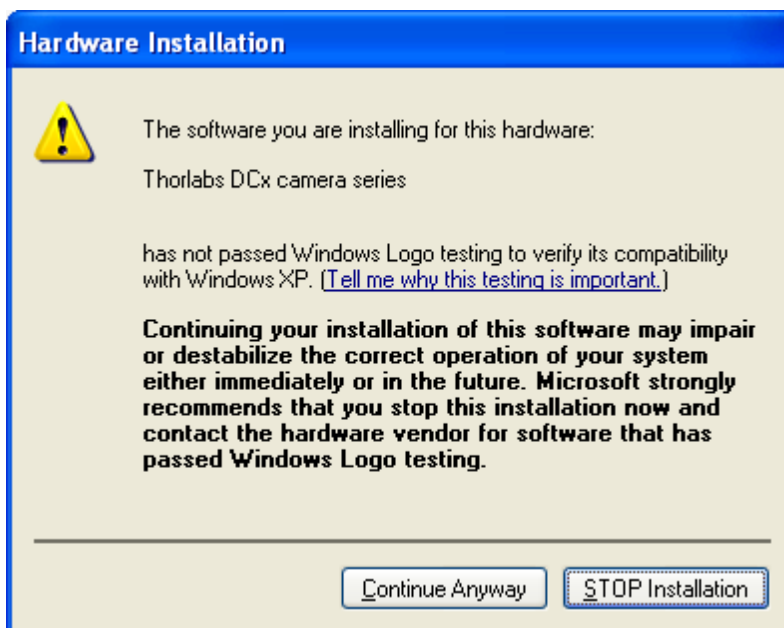 Hardware Installation
The software you are installing for this hardware:
Thorlabs DCx camera series
has not passed Windows Logo testing to verify its compatibility
with Windows XP. (Tell me why this testing is important.)
Continuing your installation of this software may impair
or destabilize the correct operation of your system
either immediately or in the future. Microsoft strongly
recommends that you stop this installation now and
contact the hardware vendor for software that has
passed Windows Logo testing.
Continue Anyway STOP Installation